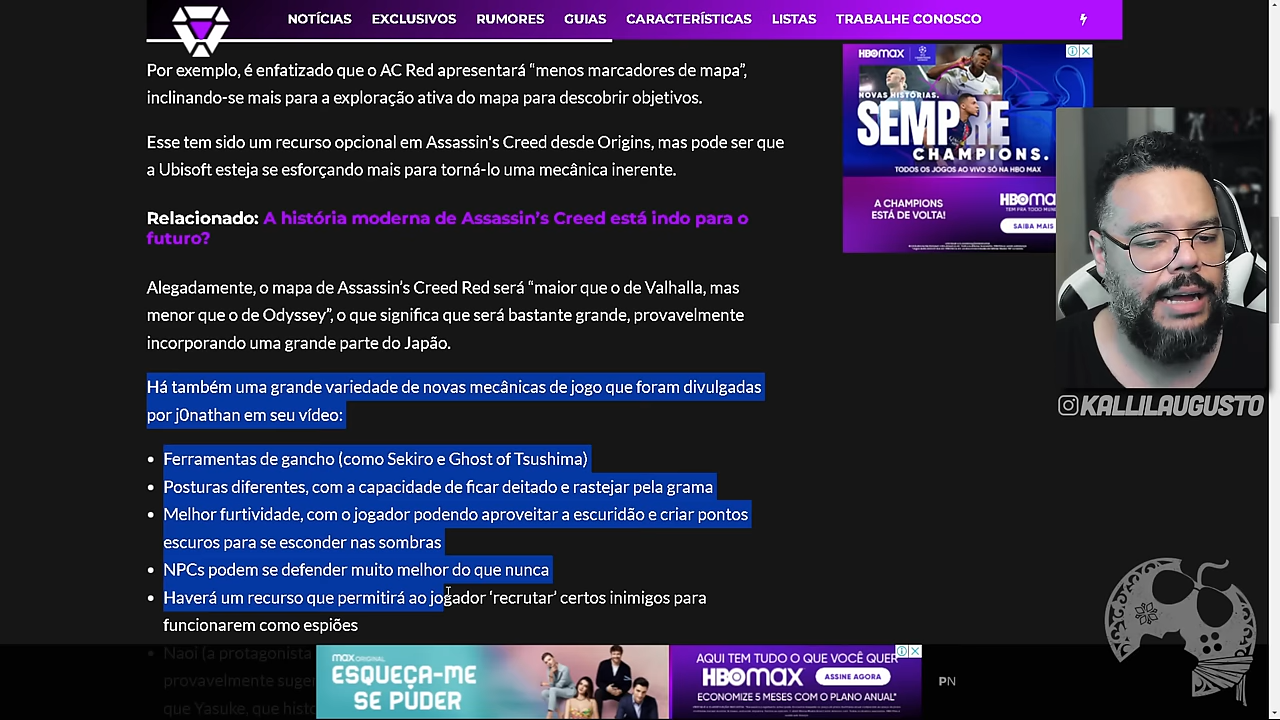 NOTÍCIAS EXCLUSIVOS RUMORES GUIAS CARACTERÍSTICAS LISTAS TRABALHE CONOSCO
Por exemplo, é enfatizado que o AC Red apresentará “menos marcadores de mapa”,
inclinando-se mais para a exploração ativa do mapa para descobrir objetivos.
Esse tem sido um recurso opcional em Assassin's Creed desde Origins, mas pode ser que
a Ubisoft esteja se esforçando mais para torná-lo uma mecânica inerente.
Relacionado: A história moderna de Assassin’s Creed está indo para o
futuro?
Alegadamente, o mapa de Assassin’s Creed Red será “maior que o de Valhalla, mas
menor que o de Odyssey”, o que significa que será bastante grande, provavelmente
incorporando uma grande parte do Japão.
Há também uma grande variedade de novas mecânicas de jogo que foram divulgadas
por j0nathan em seu vídeo:
Ferramentas de gancho (como Sekiro e Ghost of Tsushima)
Posturas diferentes, com a capacidade de ficar deitado e rastejar pela grama
Melhor furtividade, com o jogador podendo aproveitar a escuridão e criar pontos
escuros para se esconder nas sombras
NPCs podem se defender muito melhor do que nunca
Haverá um recurso que permitirá ao jogador 'recrutar’ certos inimigos para
funcionarem como espiões
Naoi (a protagonista
provavelmente
que Yasuke, que
HBOMAX
NOVAS HISTÓRIAS.
SEMPRE
CHAMPIONS.
TODOS OS JOGOS AO VIVO SÓ NA HBO MAX
A CHAMPIONS
ESTÁ DE VOLTA!
SAIBA MAIS
KALLILAUGUSTO
max ORIGINAL
ESQUEÇA-ME
SE PUDER
AQUI TEM TUDO O QUE VOCÊ QUER
HBOMAX
ASSINE AGORA
ECONOMIZE 5 MESES COM O PLANO ANUAL*
PN